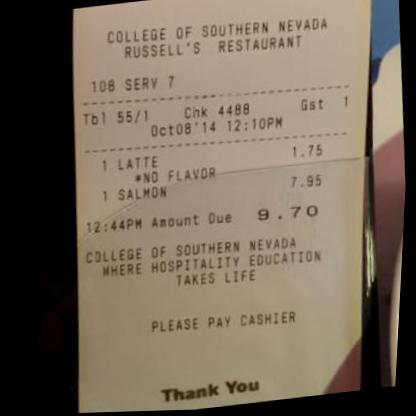 COLLEGE OF SOUTHERN NEVADA
RUSSELL'S RESTAURANT
108 SERV 7
Tbl 55/1 Chk 4488 Gst 1
Oct08'14 12:10PM
1 LATTE 1.75
*NO FLAVOR
1 SALMON 7.95
12:44PM Amount Due 9.70
COLLEGE OF SOUTHERN NEVADA
WHERE HOSPITALITY EDUCATION
TAKES LIFE
PLEASE PAY CASHIER
Thank You